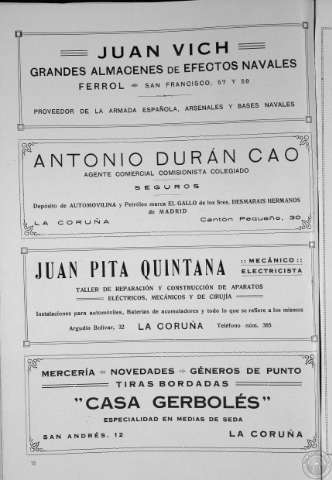 JUAN VICH
GRANDES ALMACENES DE EFECTOS NAVALES
FERROL - SAN FRANCISCO, 57 Y 59
PROVEEDOR DE LA ARMADA ESPAÑOLA, ARSENALES Y BASES NAVALES
ANTONIO DURÁN CAO
AGENTE COMERCIAL COMISIONISTA COLEGIADO
SEGUROS
Depósito de AUTOMOVILINA y Petróleo marca EL GALLO de los Sres. DESMARAIS HERMANOS
de MADRID
LA CORUÑA Cantón Pequeño, 30
JUAN PITA QUINTANA :: MECÁNICO ::
ELECTRICISTA
TALLER DE REPARACIÓN Y CONSTRUCCIÓN DE APARATOS
ELÉCTRICOS, MECÁNICOS Y DE CIRUJÍA
Instalaciones para automóviles, Baterías de acumuladores y todo lo que se refiere a los mismos
Argudín Bolívar, 32 LA CORUÑA Teléfono núm. 385
MERCERÍA - NOVEDADES - GÉNEROS DE PUNTO
TIRAS BORDADAS
"CASA GERBOLÉS"
ESPECIALIDAD EN MEDIAS DE SEDA
SAN ANDRÉS, 12 LA CORUÑA